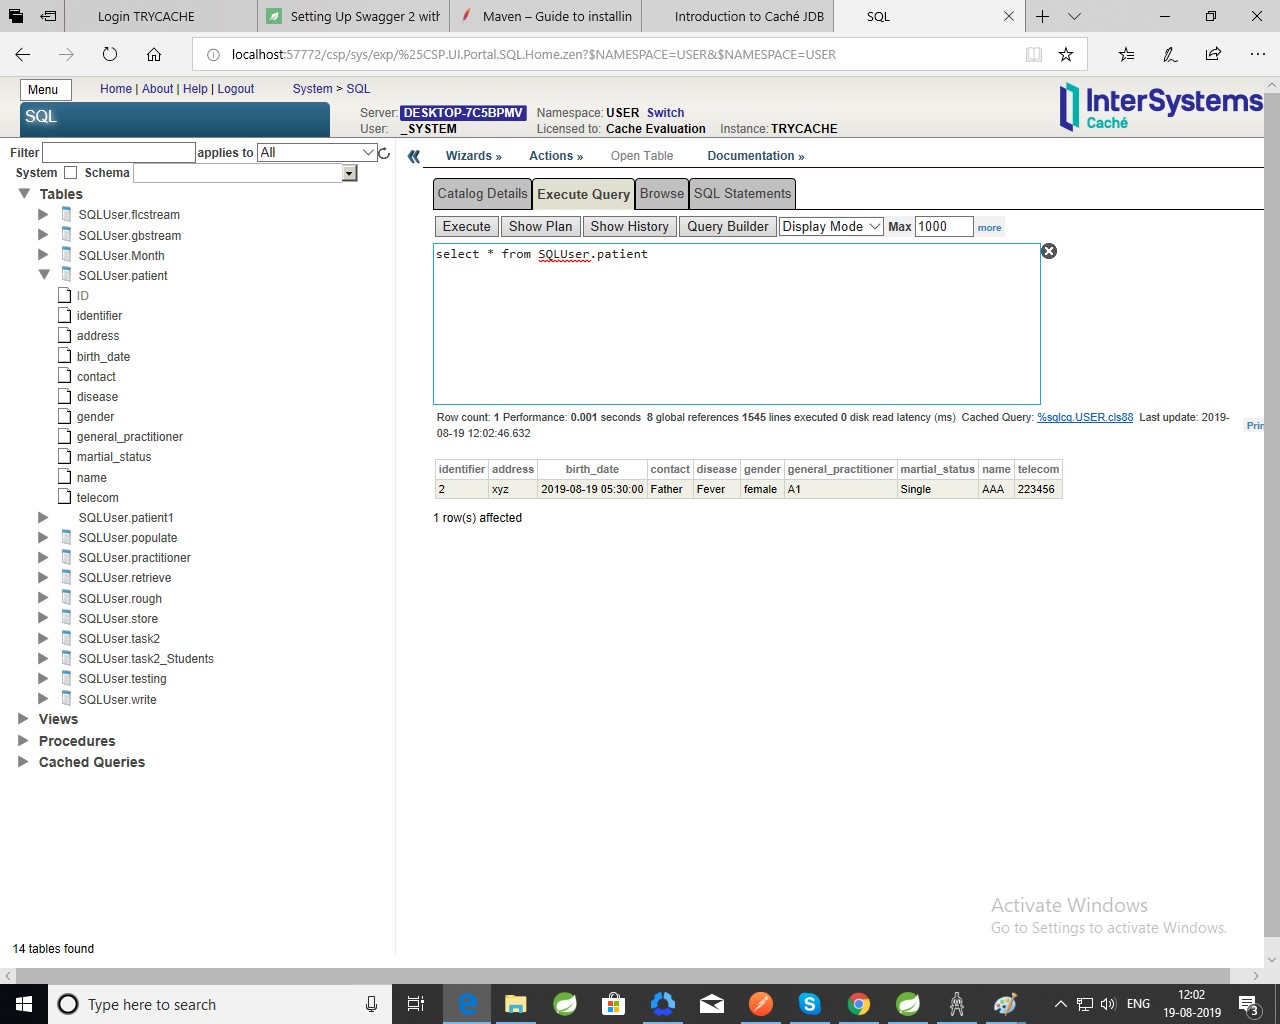 Login TRYCACHE
Setting Up Swagger 2 with
Maven – Guide to installin
Introduction to Caché JDB
SQL
localhost:57772/csp/sys/exp/%25CSP.UI.Portal.SQL.Home.zen?$NAMESPACE=USER&$NAMESPACE=USER
Menu
Home | About | Help | Logout
System > SQL
SQL
Server: DESKTOP-7C5BPMV Namespace: USER Switch
User: _SYSTEM Licensed to: Cache Evaluation Instance: TRYCACHE
InterSystems
Caché
Filter applies to All
System Schema
Tables
SQLUser.flcstream
SQLUser.gbstream
SQLUser.Month
SQLUser.patient
ID
identifier
address
birth_date
contact
disease
gender
general_practitioner
martial_status
name
telecom
SQLUser.patient1
SQLUser.populate
SQLUser.practitioner
SQLUser.retrieve
SQLUser.rough
SQLUser.store
SQLUser.task2
SQLUser.task2_Students
SQLUser.testing
SQLUser.write
Views
Procedures
Cached Queries
14 tables found
« Wizards » Actions » Open Table Documentation »
Catalog Details Execute Query Browse SQL Statements
Execute Show Plan Show History Query Builder Display Mode Max 1000 more
select * from SQLUser.patient
Row count: 1 Performance: 0.001 seconds 8 global references 1545 lines executed 0 disk read latency (ms) Cached Query: %sqlcq.USER.cls88 Last update: 2019-
08-19 12:02:46.632
Prin
identifier address birth_date contact disease gender general_practitioner martial_status name telecom
2 xyz 2019-08-19 05:30:00 Father Fever female A1 Single AAA 223456
1 row(s) affected
Activate Windows
Go to Settings to activate Windows.
Type here to search
ENG
12:02
19-08-2019
3